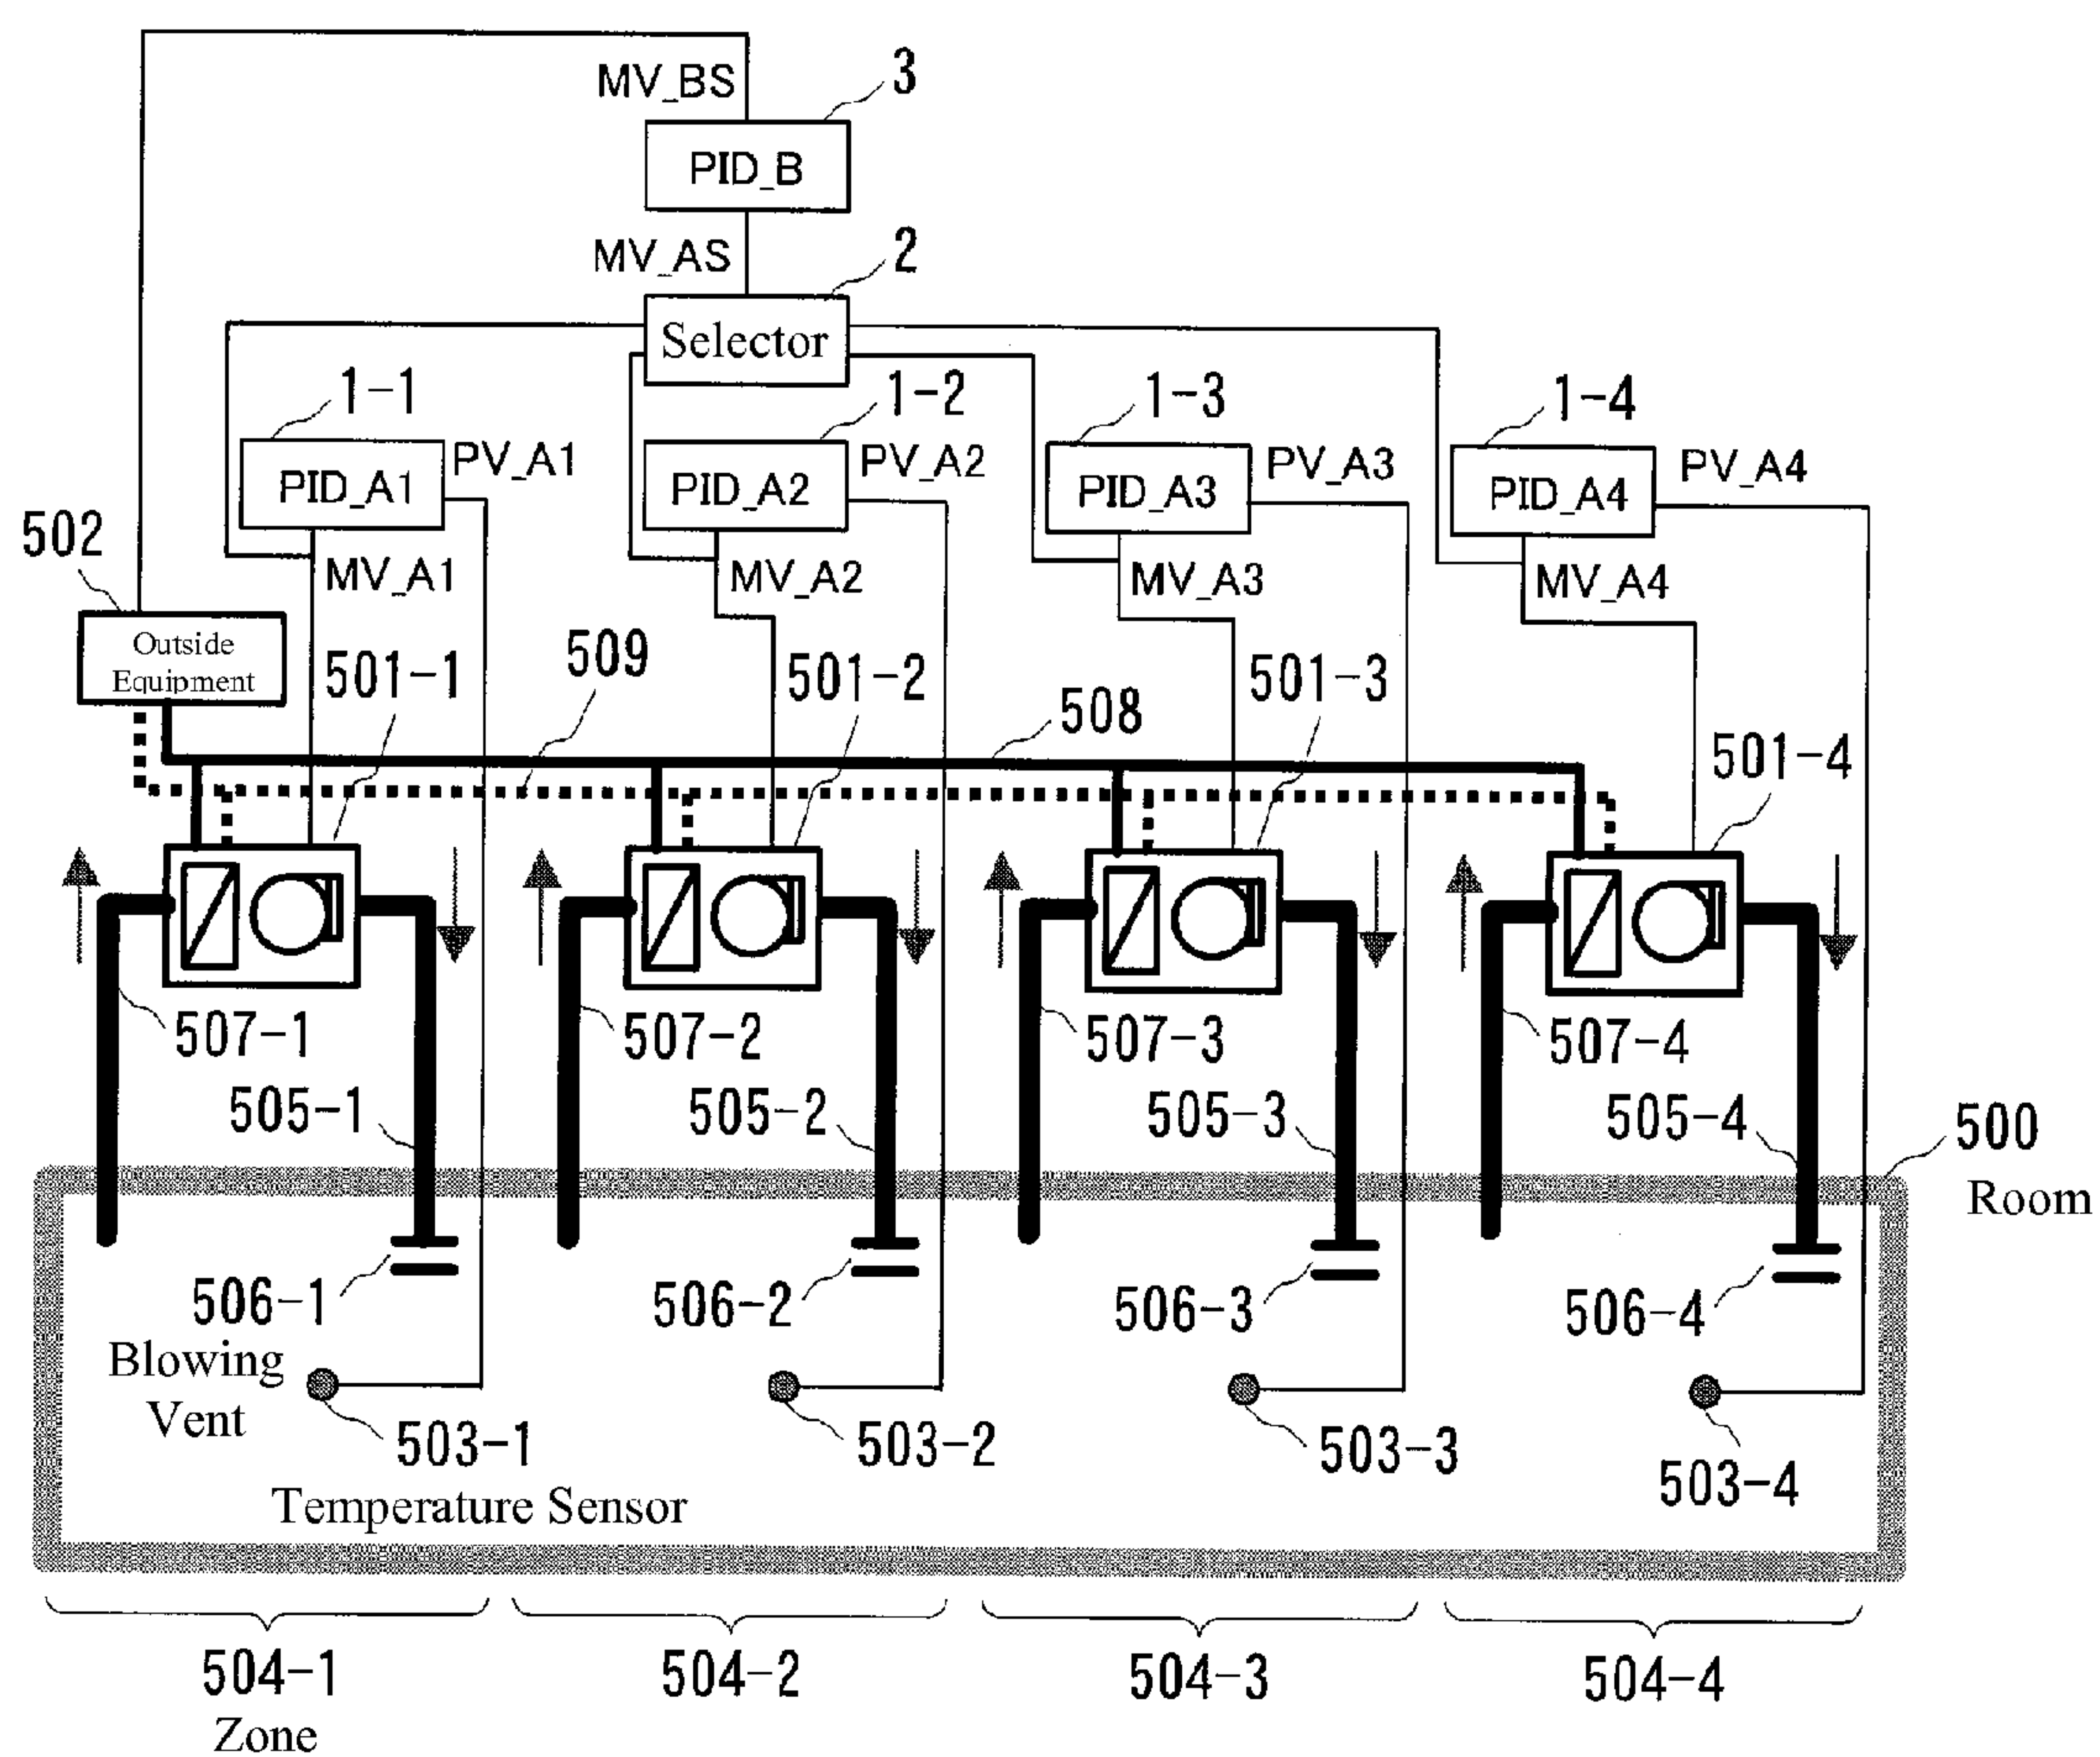 MV_BS
3
PID_B
MV_AS
2
Selector
1-1
1-2
1-3
1-4
PID_A1
PV_A1
PID_A2
PV_A2
PID_A3
PV_A3
PID_A4
PV_A4
502
MV_A1
MV_A2
MV_A3
MV_A4
Outside
Equipment
501-1
509
501-2
508
501-3
501-4
507-1
507-2
507-3
507-4
505-1
505-2
505-3
505-4
500
Room
506-1
506-2
506-3
506-4
Blowing
Vent
503-1
503-2
503-3
503-4
Temperature Sensor
504-1
504-2
504-3
504-4
Zone